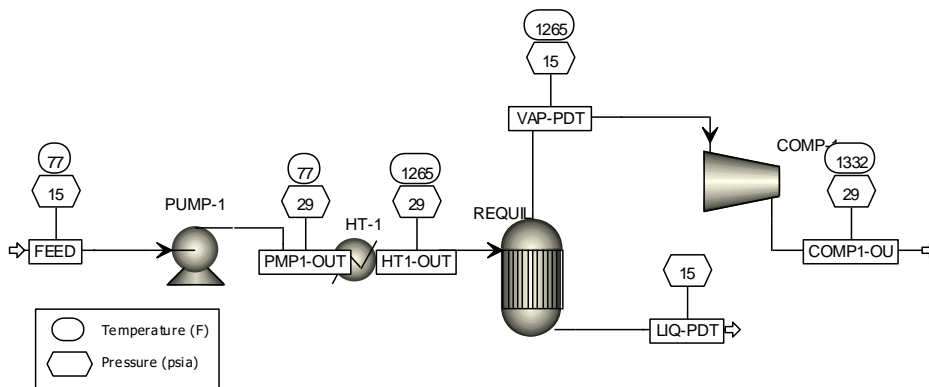 1265
15
VAP-PDT
COMP-1
77
15
FEED
PUMP-1
77
29
PMP1-OUT
HT-1
1265
29
HT1-OUT
REQUIL
1332
29
COMP1-OU
15
LIQ-PDT
Temperature (F)
Pressure (psia)